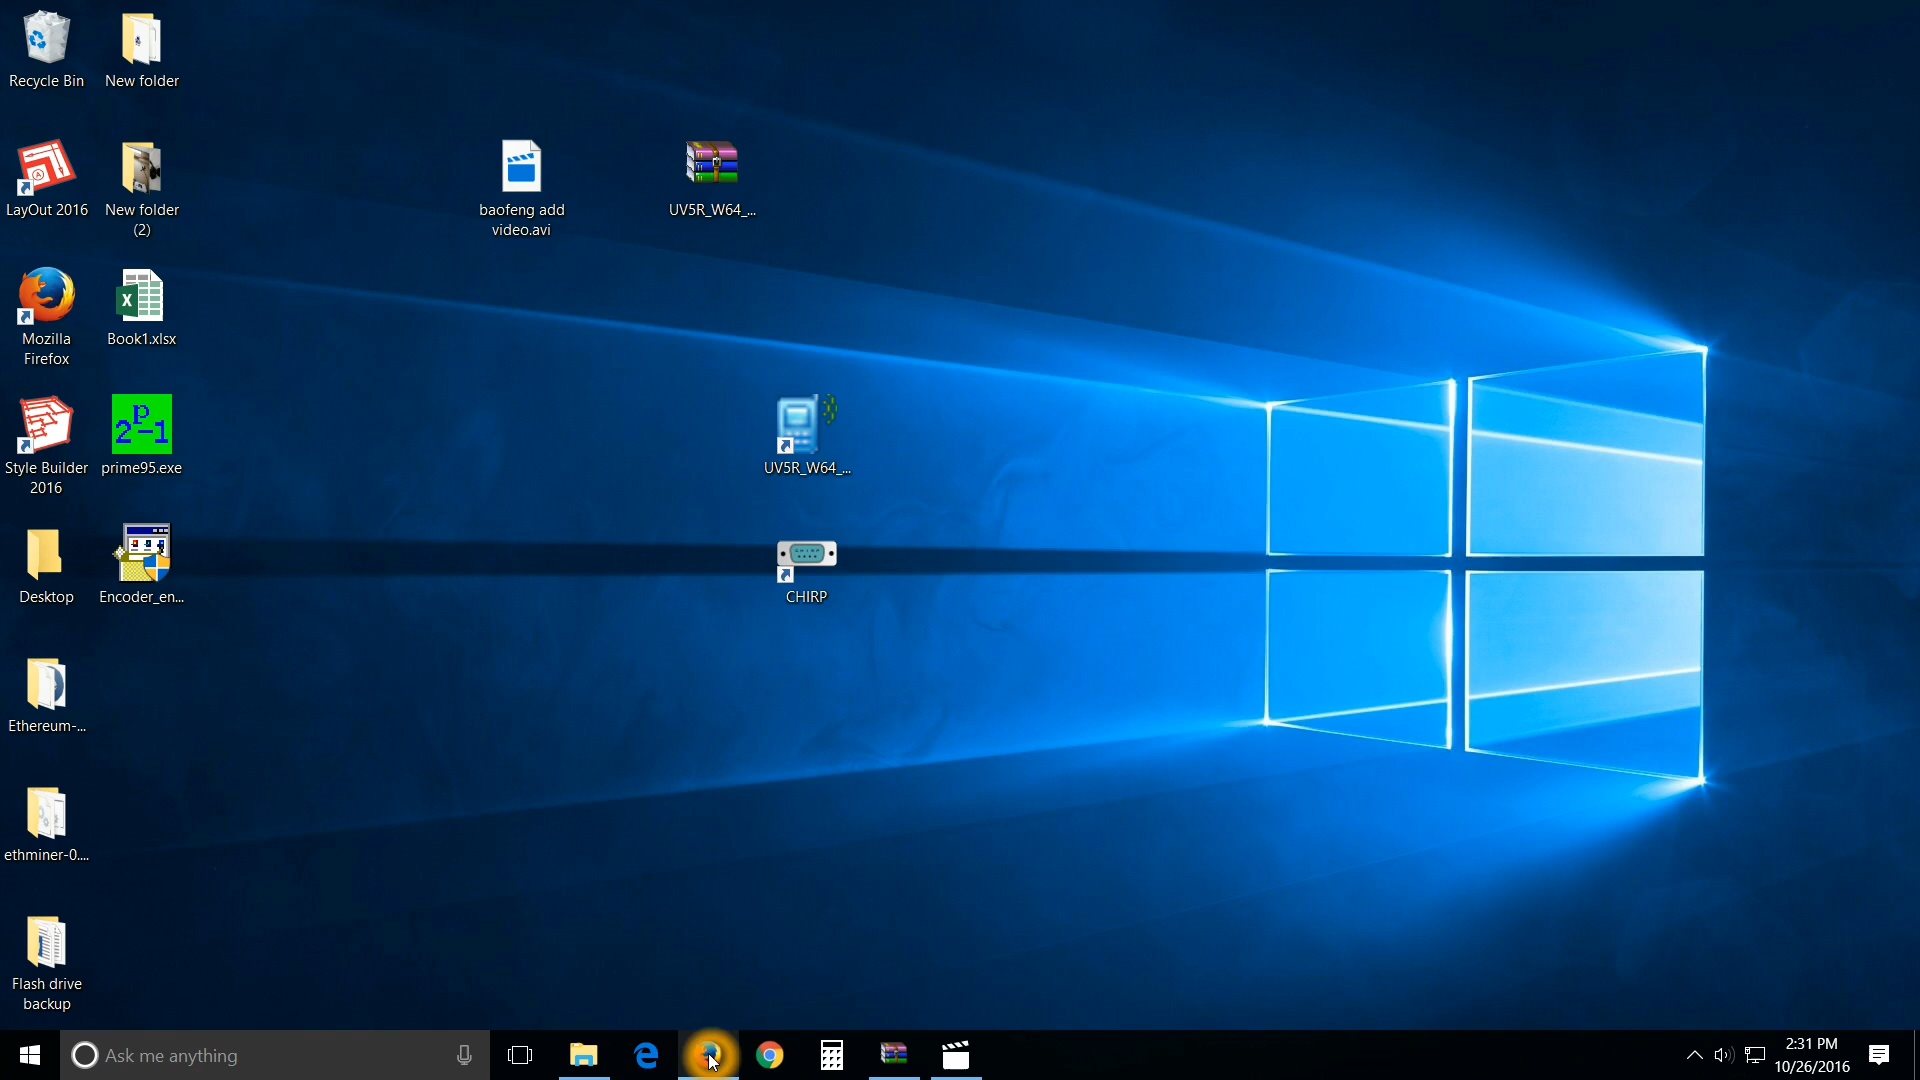 Recycle Bin
New folder
LayOut 2016
New folder
(2)
baofeng add
video.avi
UV5R_W64_...
Mozilla
Firefox
Book1.xlsx
Style Builder
2016
prime95.exe
UV5R_W64_...
Desktop
Encoder_en...
CHIRP
Ethereum-...
ethminer-0....
Flash drive
backup
Ask me anything
2:31 PM
10/26/2016